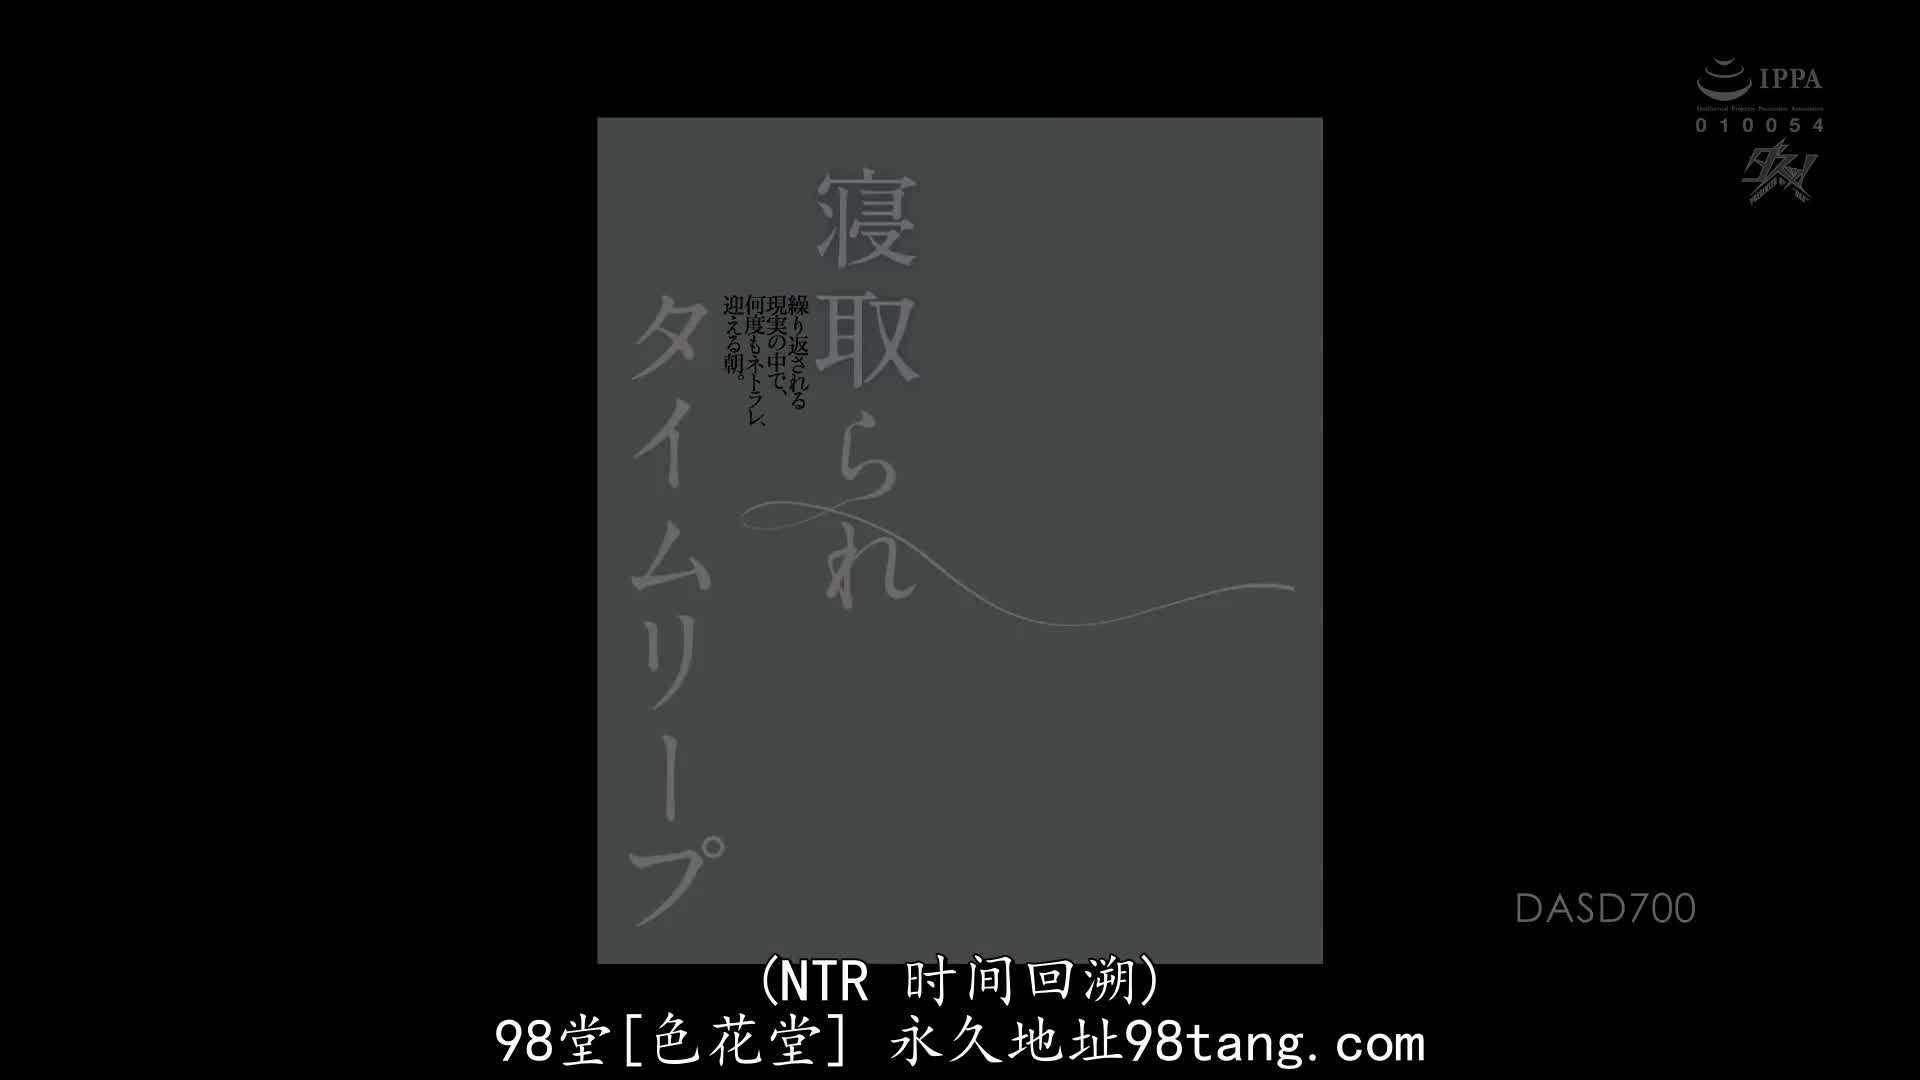 IPPA
Intellectual Property Promotion Association
010054
ダスッ!
寝取られ
繰り返される
現実の中で、
何度もネトラレ、
迎える朝。
タイムリープ
DASD700
(NTR 时间回溯)
98堂[色花堂] 永久地址98tang.com